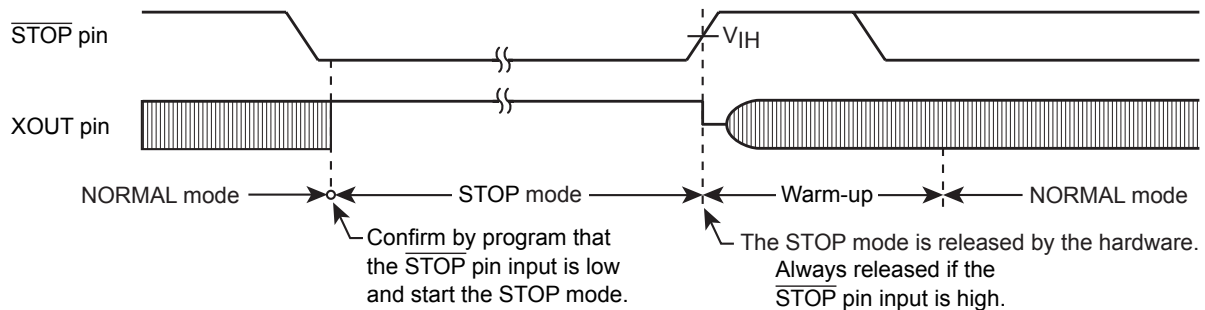 STOP pin
VIH
XOUT pin
NORMAL mode
STOP mode
Warm-up
NORMAL mode
Confirm by program that
the STOP pin input is low
and start the STOP mode.
The STOP mode is released by the hardware.
Always released if the
STOP pin input is high.